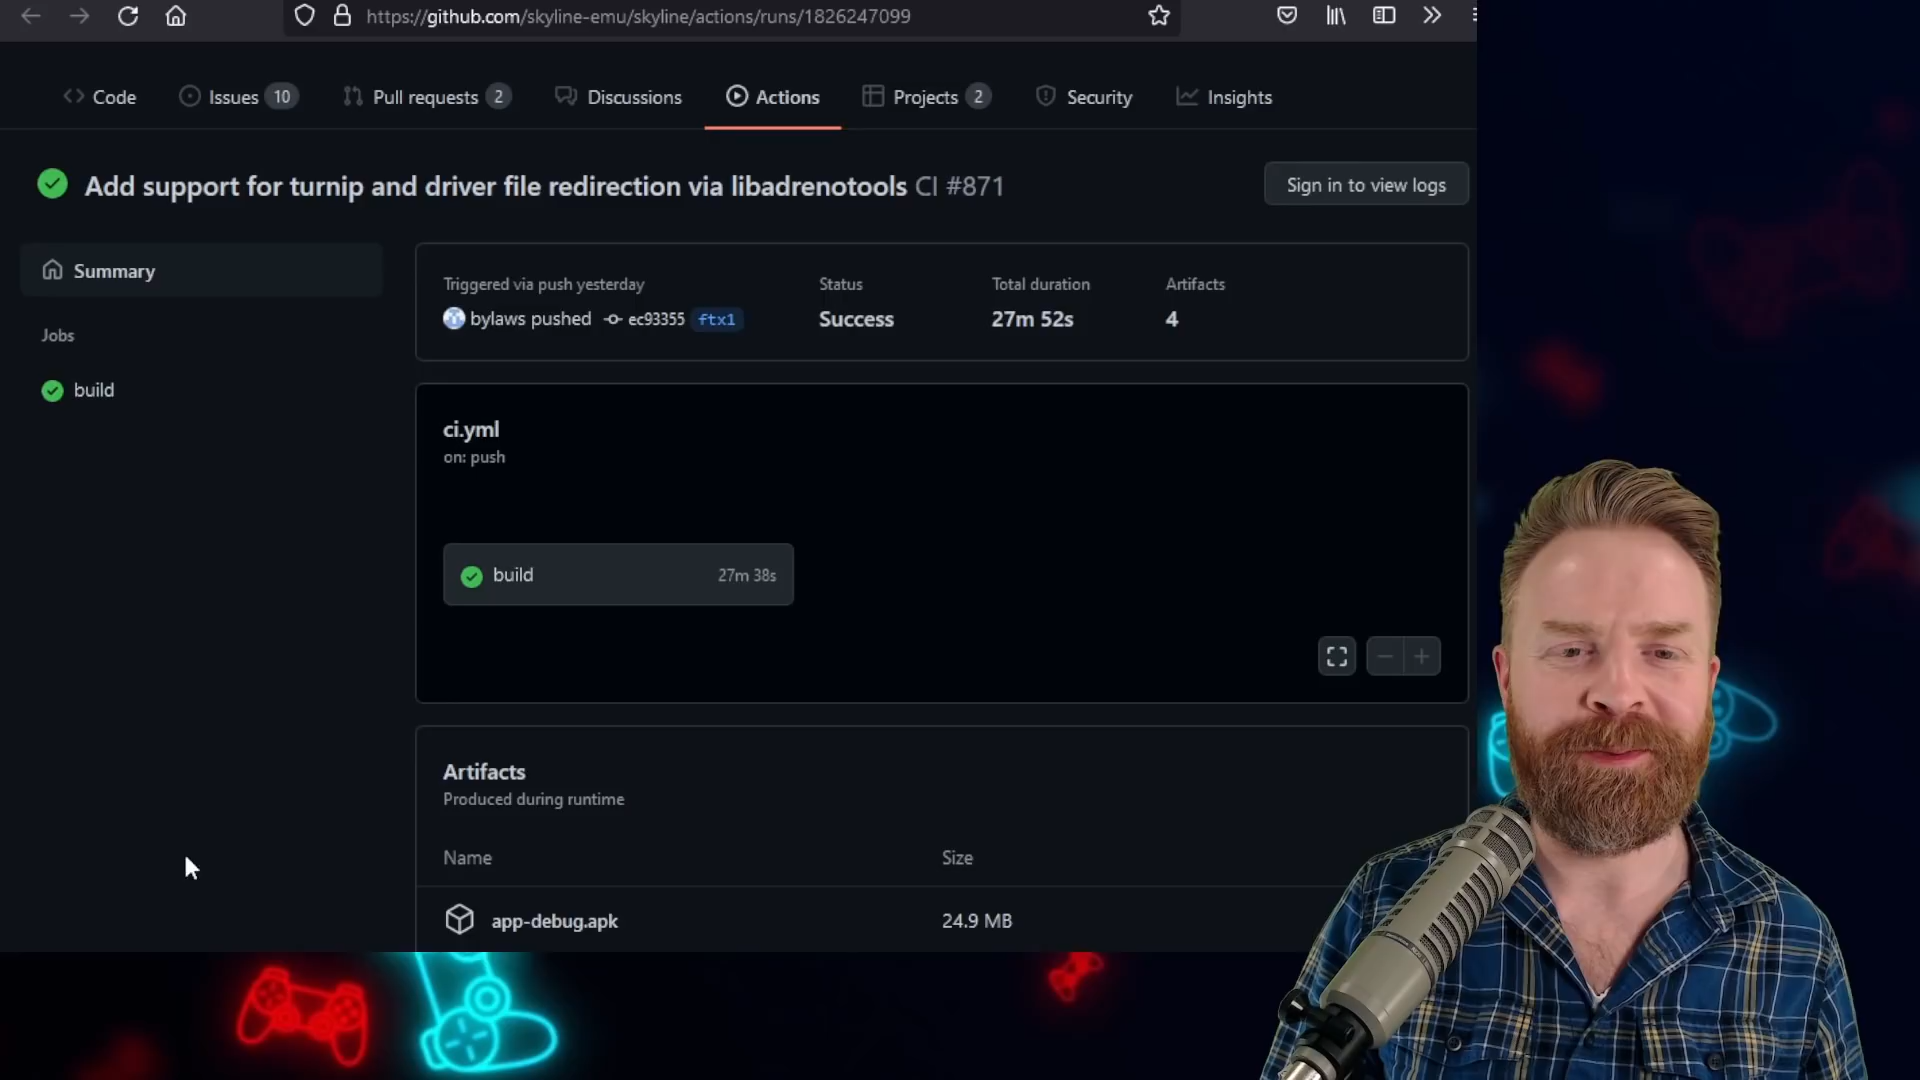 https://github.com/skyline-emu/skyline/actions/runs/1826247099
Code Issues 10 Pull requests 2 Discussions Actions Projects 2 Security Insights
Add support for turnip and driver file redirection via libadrenotools CI #871
Sign in to view logs
Summary
Jobs
build
Triggered via push yesterday
bylaws pushed ec93355 ftx1
Status
Success
Total duration
27m 52s
Artifacts
4
ci.yml
on: push
build 27m 38s
Artifacts
Produced during runtime
Name Size
app-debug.apk 24.9 MB